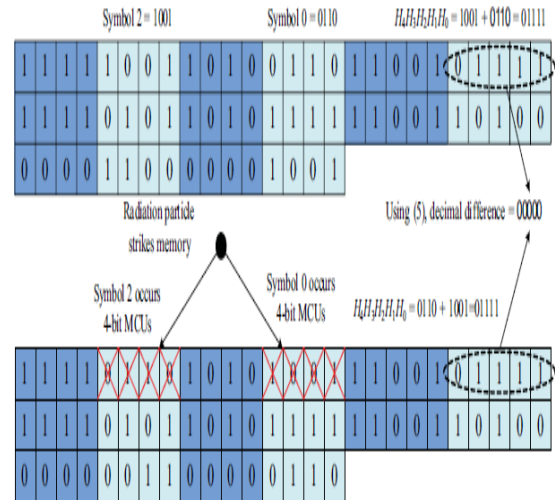 Symbol 2 = 1001 Symbol 0 = 0110 H₄H₃H₂H₁H₀ = 1001 + 0110 = 01111
1 1 1 1 1 0 0 1 1 0 1 0 0 1 1 0 1 1 0 0 1 0 1 1 1 1
1 1 1 1 0 1 0 1 1 0 1 0 1 1 1 1 1 1 0 0 1 1 0 1 0 0
0 0 0 0 1 1 0 0 0 0 0 0 1 0 0 1
Radiation particle
strikes memory
Using (5), decimal difference = 00000
Symbol 2 occurs
4-bit MCUs
Symbol 0 occurs
4-bit MCUs
H₄H₃H₂H₁H₀ = 0110 + 1001=01111
1 1 1 1 0 1 1 0 1 0 1 0 1 0 0 1 1 1 0 0 1 0 1 1 1 1
1 1 1 1 0 1 0 1 1 0 1 0 1 1 1 1 1 1 0 0 1 1 0 1 0 0
0 0 0 0 0 0 1 1 0 0 0 0 0 1 1 0